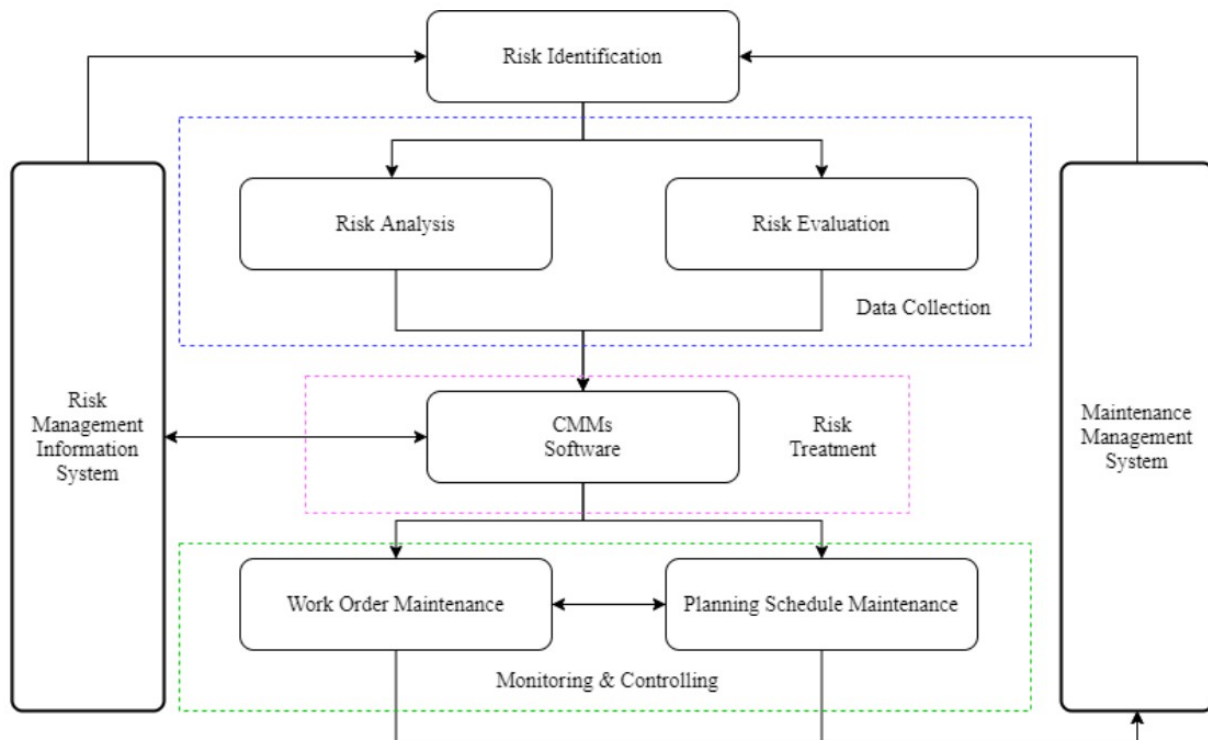 Risk Identification
Risk Analysis
Risk Evaluation
Data Collection
Risk
Management
Information
System
CMMs
Software
Risk
Treatment
Maintenance
Management
System
Work Order Maintenance
Planning Schedule Maintenance
Monitoring & Controlling